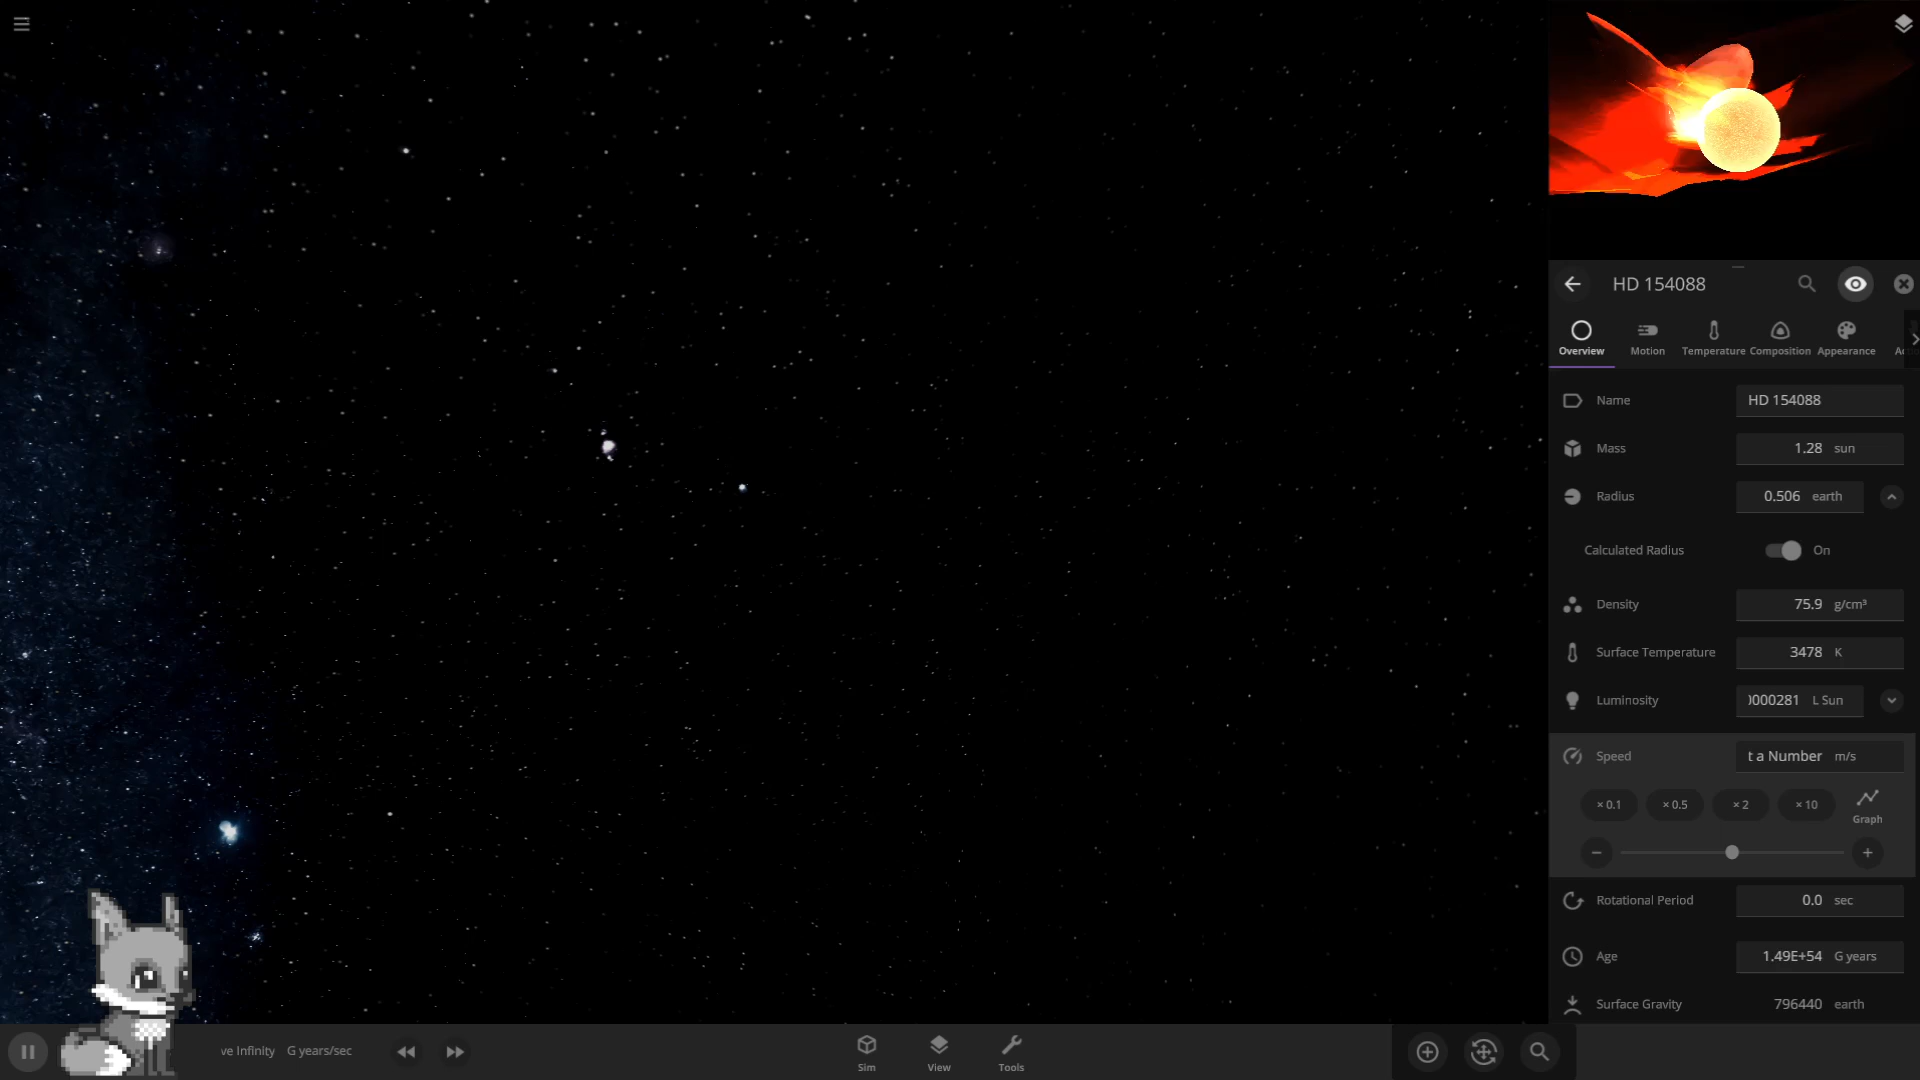 HD 154088
Overview
Motion
Temperature
Composition
Appearance
Name HD 154088
Mass 1.28 sun
Radius 0.506 earth
Calculated Radius On
Density 75.9 g/cm³
Surface Temperature 3478 K
Luminosity 0000281 L Sun
Speed t a Number m/s
× 0.1 × 0.5 × 2 × 10 Graph
Rotational Period 0.0 sec
Age 1.49E+54 G years
Surface Gravity 796440 earth
ve Infinity G years/sec
Sim
View
Tools